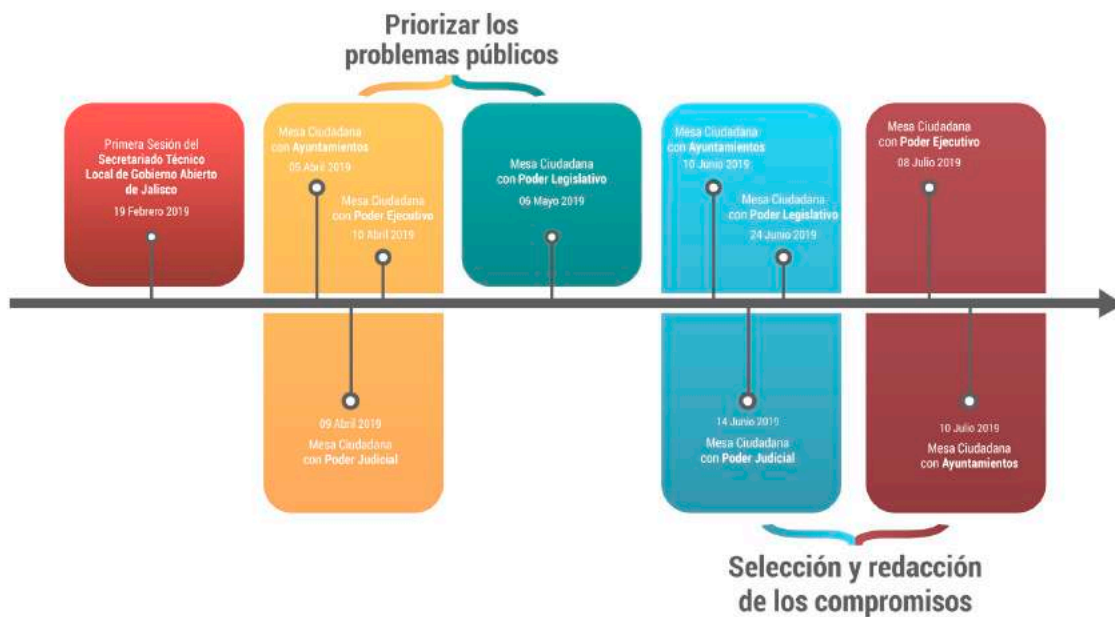 Priorizar los
problemas públicos
Primera Sesión del
Secretariado Técnico
Local de Gobierno Abierto
de Jalisco
19 Febrero 2019
Mesa Ciudadana
con Ayuntamientos
05 Abril 2019
Mesa Ciudadana
con Poder Ejecutivo
10 Abril 2019
09 Abril 2019
Mesa Ciudadana
con Poder Judicial
Mesa Ciudadana
con Poder Legislativo
06 Mayo 2019
Mesa Ciudadana
con Ayuntamientos
10 Junio 2019
Mesa Ciudadana
con Poder Legislativo
24 Junio 2019
14 Junio 2019
Mesa Ciudadana
con Poder Judicial
Mesa Ciudadana
con Poder Ejecutivo
08 Julio 2019
10 Julio 2019
Mesa Ciudadana
con Ayuntamientos
Selección y redacción
de los compromisos